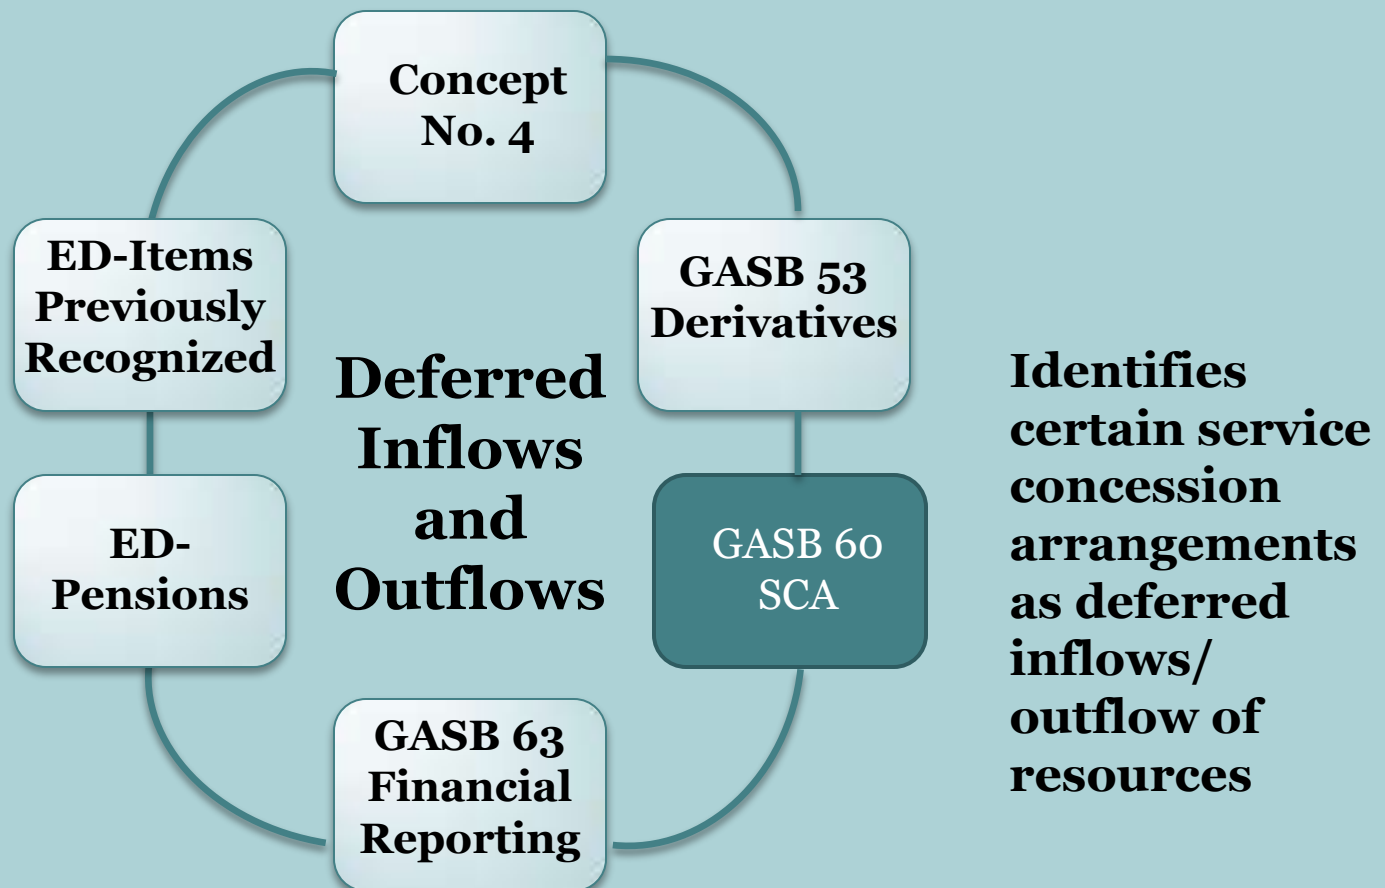 Concept
No. 4
GASB 53
Derivatives
GASB 60
SCA
GASB 63
Financial
Reporting
ED-
Pensions
ED-Items
Previously
Recognized
Deferred
Inflows
and
Outflows
Identifies
certain service
concession
arrangements
as deferred
inflows/
outflow of
resources